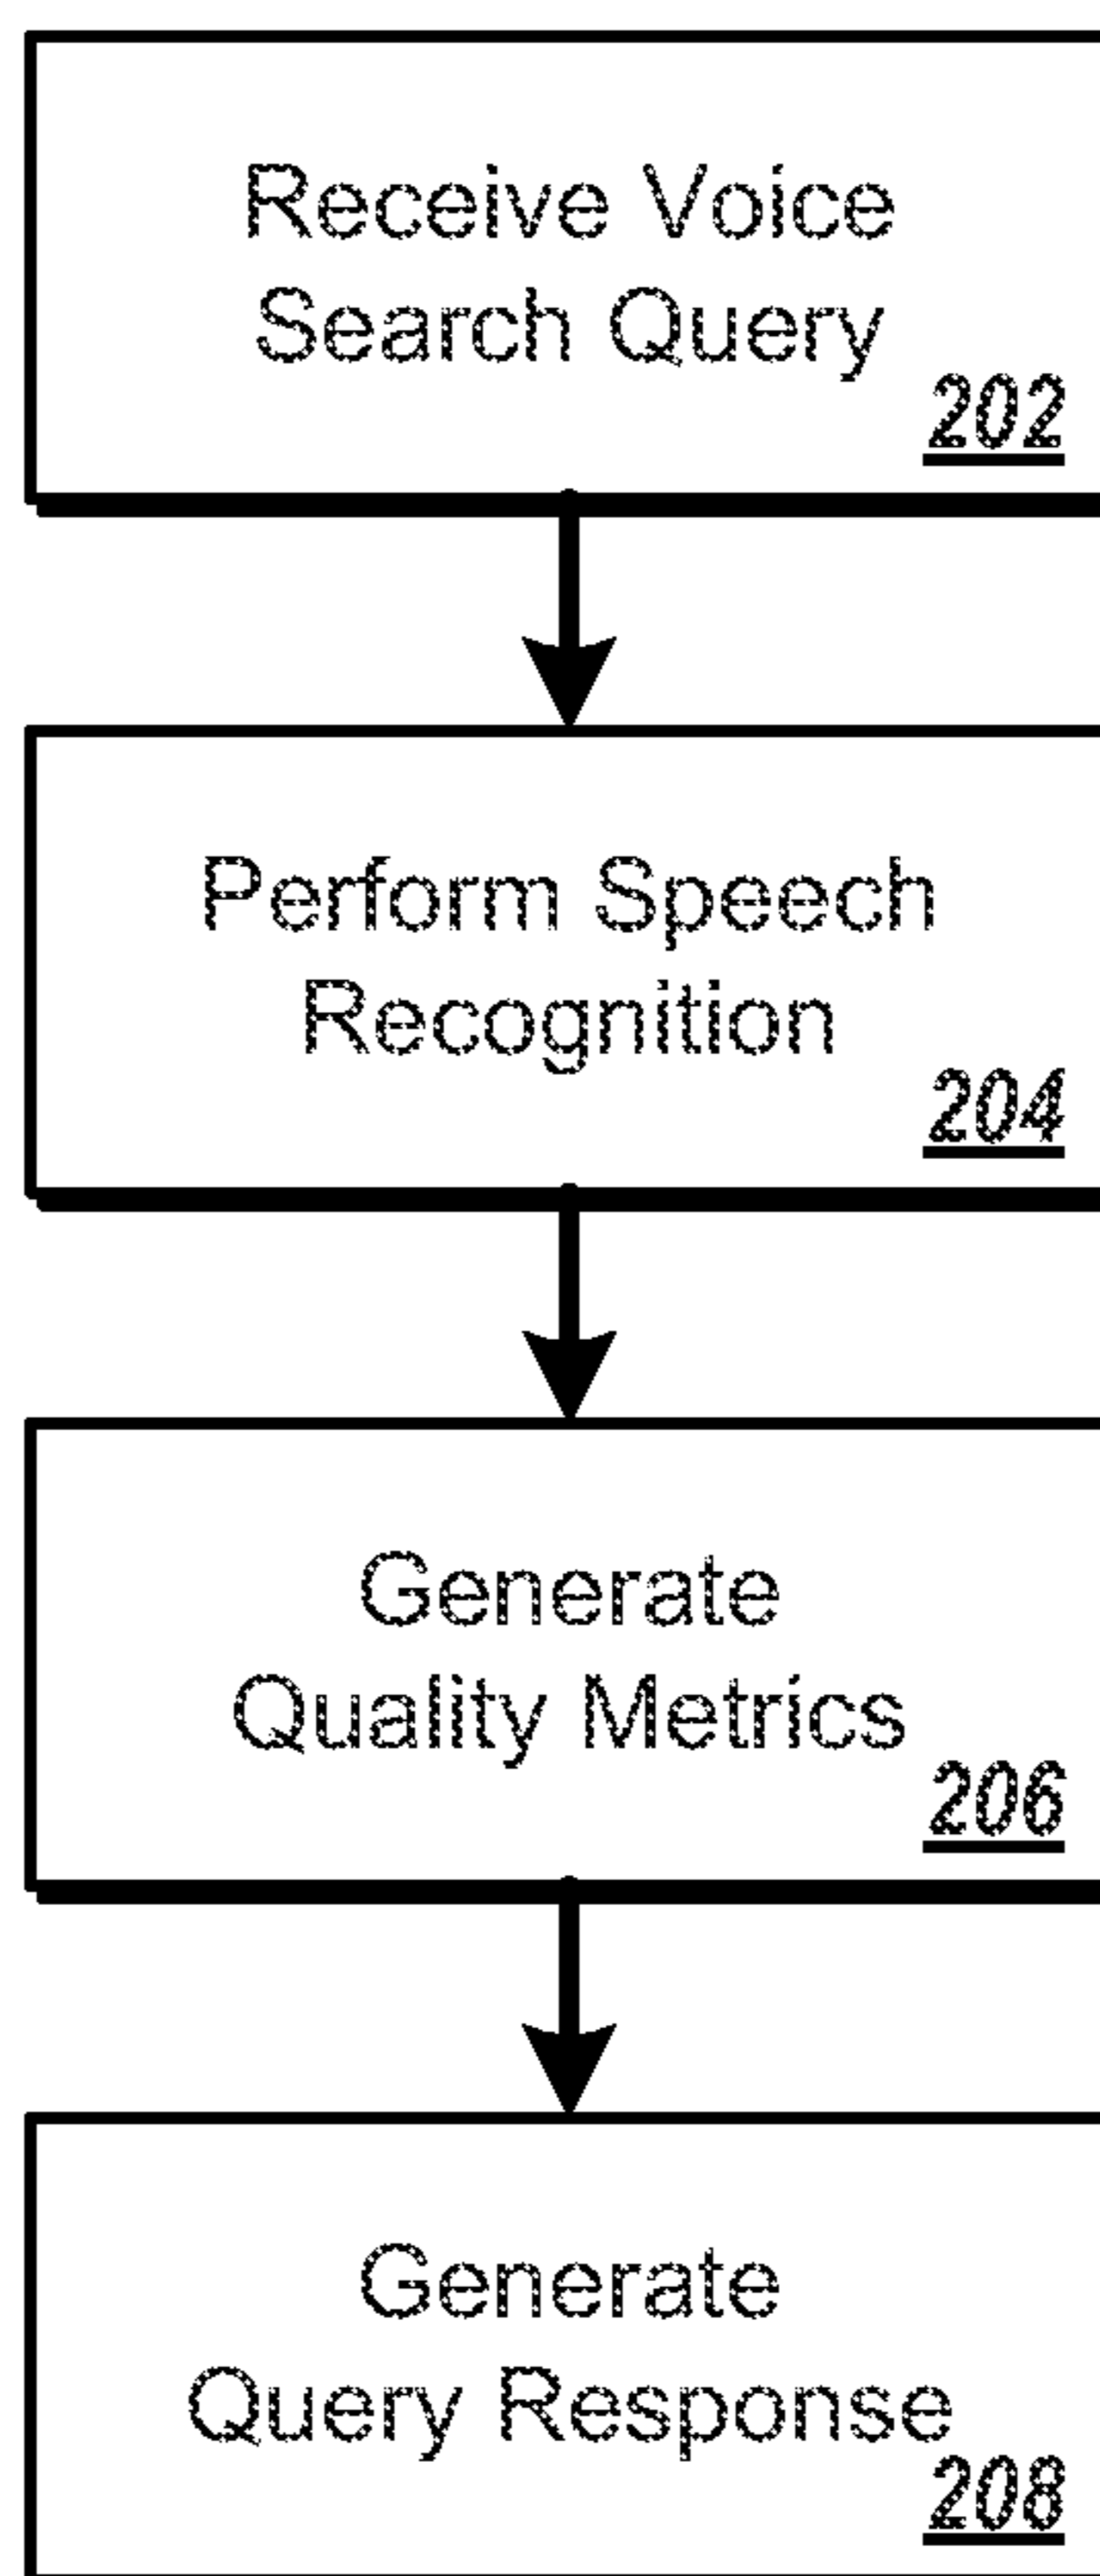 Receive Voice
Search Query
202
Perform Speech
Recognition
204
Generate
Quality Metrics
206
Generate
Query Response
208